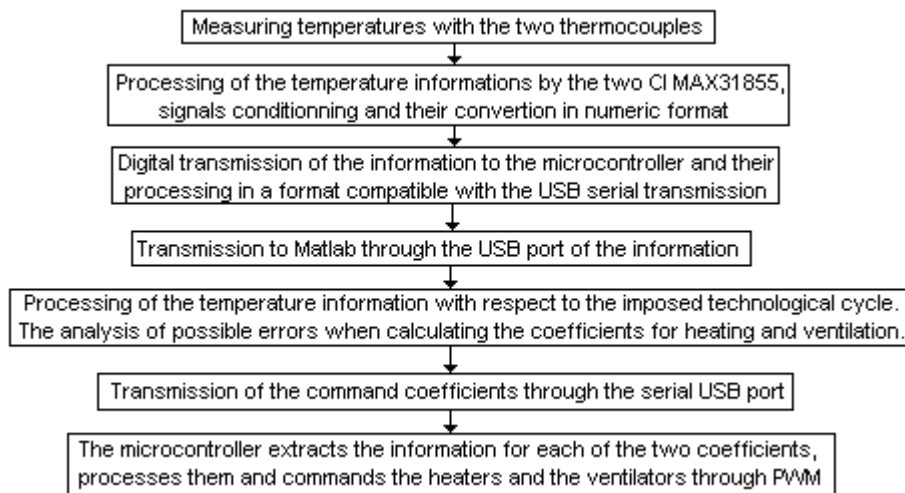 Measuring temperatures with the two thermocouples
Processing of the temperature informations by the two CI MAX31855,
signals conditionning and their convertion in numeric format
Digital transmission of the information to the microcontroller and their
processing in a format compatible with the USB serial transmission
Transmission to Matlab through the USB port of the information
Processing of the temperature information with respect to the imposed technological cycle.
The analysis of possible errors when calculating the coefficients for heating and ventilation.
Transmission of the command coefficients through the serial USB port
The microcontroller extracts the information for each of the two coefficients,
processes them and commands the heaters and the ventilators through PWM